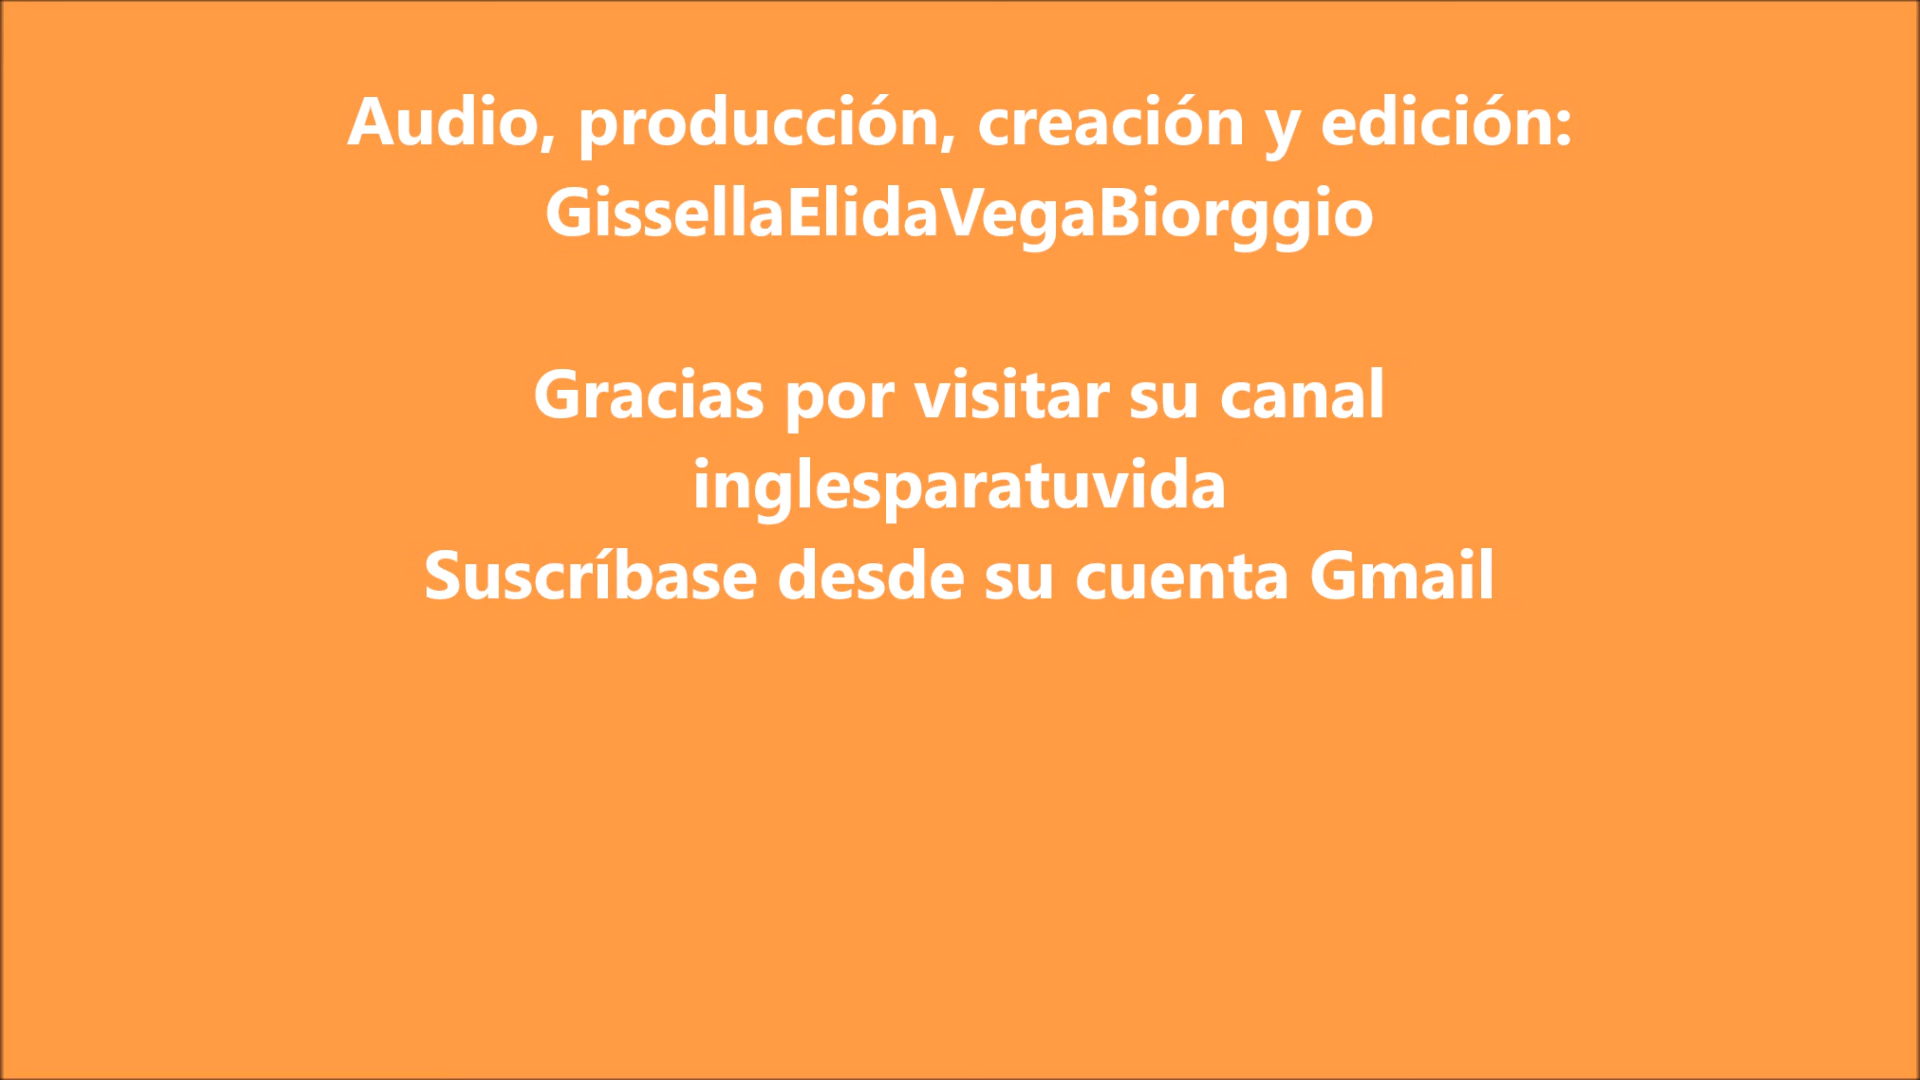 Audio, producción, creación y edición:
GissellaElidaVegaBiorggio
Gracias por visitar su canal
inglesparatuvida
Suscríbase desde su cuenta Gmail